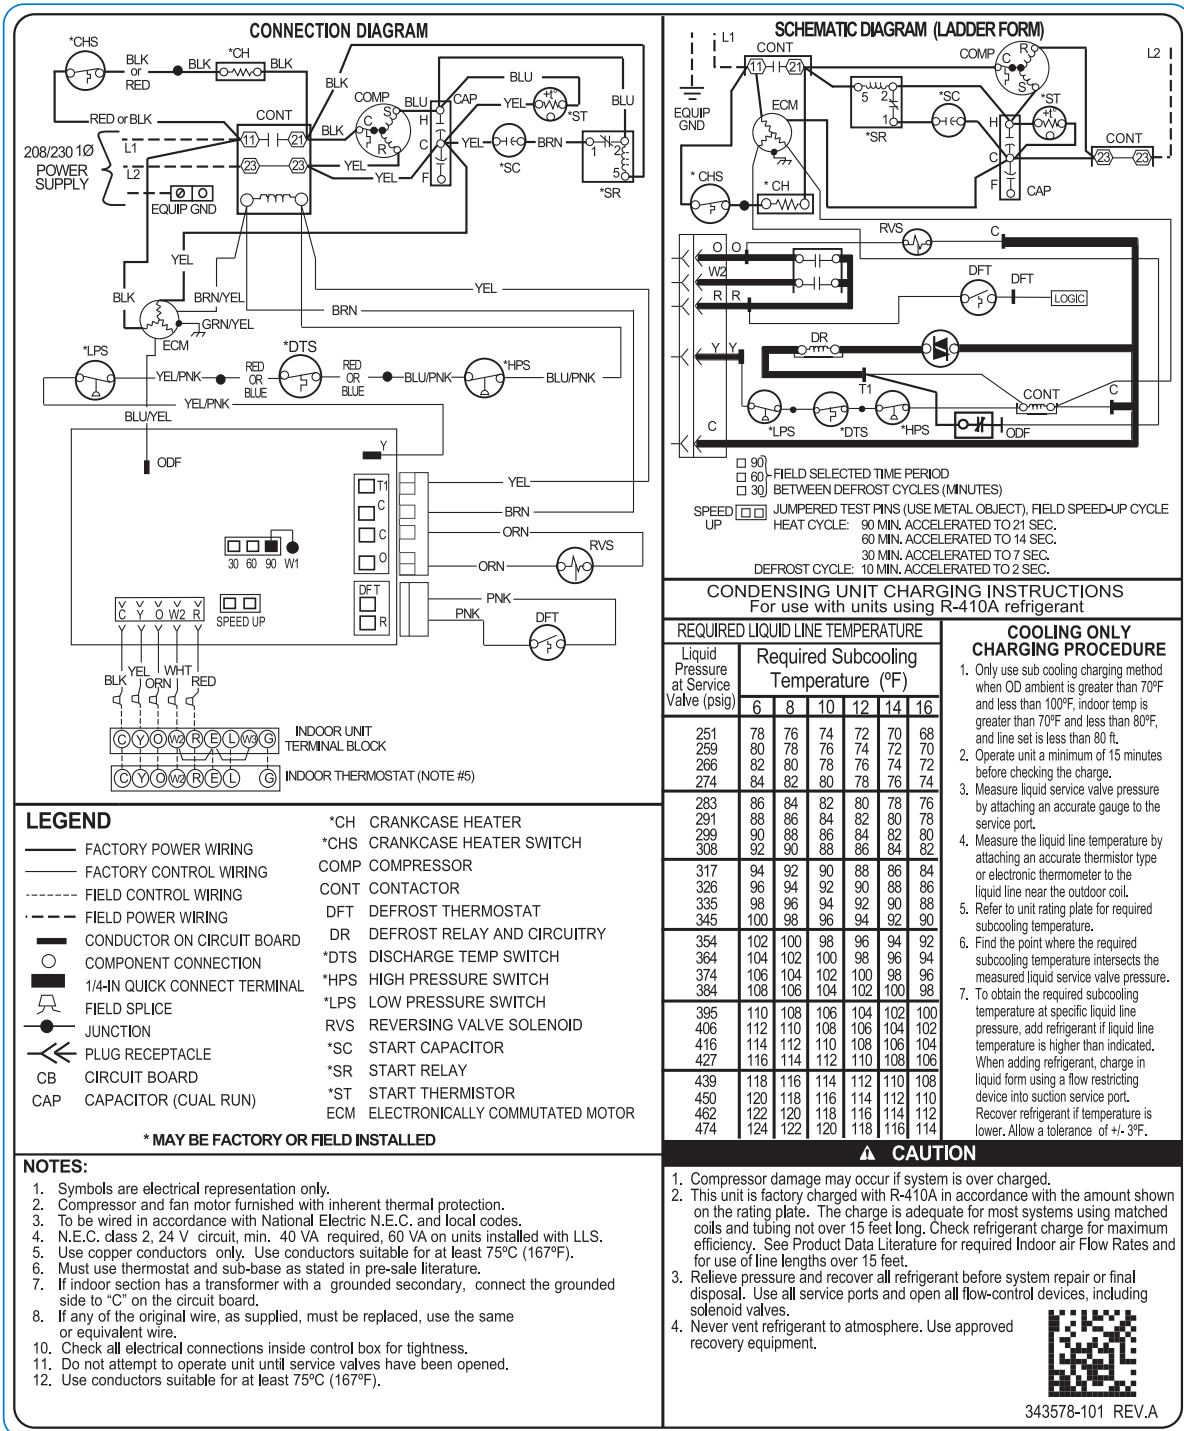 CONNECTION DIAGRAM
*CHS
BLK
or
RED
BLK
*CH
BLK
BLK
RED or BLK
CONT
L1
L2
208/230 1Ø
POWER
SUPPLY
EQUIP GND
11
21
23
23
BLK
COMP
S
C
R
BLU
CAP
H
C
F
YEL
YEL
BLU
YEL
*ST
BLU
YEL
*SC
BRN
1
2
5
*SR
YEL
BLK
BRN/YEL
GRN/YEL
ECM
YEL
BRN
*LPS
YEL/PNK
RED
OR
BLUE
*DTS
RED
OR
BLUE
BLU/PNK
*HPS
BLU/PNK
YEL/PNK
BLU/YEL
ODF
Y
T1
C
C
O
YEL
BRN
ORN
ORN
RVS
30 60 90 W1
DFT
R
PNK
PNK
DFT
C Y O W2 R
SPEED UP
BLK
YEL
ORN
WHT
RED
C Y O W2 R E L W3 G
INDOOR UNIT
TERMINAL BLOCK
C Y O W2 R E L G
INDOOR THERMOSTAT (NOTE #5)
SCHEMATIC DIAGRAM (LADDER FORM)
L1
CONT
11
21
COMP
R
C
S
L2
EQUIP
GND
ECM
5
2
1
*SR
*SC
*ST
H
C
F
CAP
CONT
23
23
* CHS
* CH
RVS
C
O O
W2
R R
DFT
DFT
LOGIC
DR
Y Y
T1
CONT
C
*LPS
*DTS
*HPS
ODF
C
90
60 FIELD SELECTED TIME PERIOD
30 BETWEEN DEFROST CYCLES (MINUTES)
SPEED
UP
JUMPERED TEST PINS (USE METAL OBJECT), FIELD SPEED-UP CYCLE
HEAT CYCLE: 90 MIN. ACCELERATED TO 21 SEC.
60 MIN. ACCELERATED TO 14 SEC.
30 MIN. ACCELERATED TO 7 SEC.
DEFROST CYCLE: 10 MIN. ACCELERATED TO 2 SEC.
CONDENSING UNIT CHARGING INSTRUCTIONS
For use with units using R-410A refrigerant
REQUIRED LIQUID LINE TEMPERATURE
Liquid
Pressure
at Service
Valve (psig)
Required Subcooling
Temperature (ºF)
6 8 10 12 14 16
251 78 76 74 72 70 68
259 80 78 76 74 72 70
266 82 80 78 76 74 72
274 84 82 80 78 76 74
283 86 84 82 80 78 76
291 88 86 84 82 80 78
299 90 88 86 84 82 80
308 92 90 88 86 84 82
317 94 92 90 88 86 84
326 96 94 92 90 88 86
335 98 96 94 92 90 88
345 100 98 96 94 92 90
354 102 100 98 96 94 92
364 104 102 100 98 96 94
374 106 104 102 100 98 96
384 108 106 104 102 100 98
395 110 108 106 104 102 100
406 112 110 108 106 104 102
416 114 112 110 108 106 104
427 116 114 112 110 108 106
439 118 116 114 112 110 108
450 120 118 116 114 112 110
462 122 120 118 116 114 112
474 124 122 120 118 116 114
COOLING ONLY
CHARGING PROCEDURE
1. Only use sub cooling charging method
when OD ambient is greater than 70ºF
and less than 100ºF, indoor temp is
greater than 70ºF and less than 80ºF,
and line set is less than 80 ft.
2. Operate unit a minimum of 15 minutes
before checking the charge.
3. Measure liquid service valve pressure
by attaching an accurate gauge to the
service port.
4. Measure the liquid line temperature by
attaching an accurate thermistor type
or electronic thermometer to the
liquid line near the outdoor coil.
5. Refer to unit rating plate for required
subcooling temperature.
6. Find the point where the required
subcooling temperature intersects the
measured liquid service valve pressure.
7. To obtain the required subcooling
temperature at specific liquid line
pressure, add refrigerant if liquid line
temperature is higher than indicated.
When adding refrigerant, charge in
liquid form using a flow restricting
device into suction service port.
Recover refrigerant if temperature is
lower. Allow a tolerance of +/- 3ºF.
LEGEND
FACTORY POWER WIRING
FACTORY CONTROL WIRING
FIELD CONTROL WIRING
FIELD POWER WIRING
CONDUCTOR ON CIRCUIT BOARD
COMPONENT CONNECTION
1/4-IN QUICK CONNECT TERMINAL
FIELD SPLICE
JUNCTION
PLUG RECEPTACLE
CB CIRCUIT BOARD
CAP CAPACITOR (CUAL RUN)
*CH CRANKCASE HEATER
*CHS CRANKCASE HEATER SWITCH
COMP COMPRESSOR
CONT CONTACTOR
DFT DEFROST THERMOSTAT
DR DEFROST RELAY AND CIRCUITRY
*DTS DISCHARGE TEMP SWITCH
*HPS HIGH PRESSURE SWITCH
*LPS LOW PRESSURE SWITCH
RVS REVERSING VALVE SOLENOID
*SC START CAPACITOR
*SR START RELAY
*ST START THERMISTOR
ECM ELECTRONICALLY COMMUTATED MOTOR
* MAY BE FACTORY OR FIELD INSTALLED
NOTES:
1. Symbols are electrical representation only.
2. Compressor and fan motor furnished with inherent thermal protection.
3. To be wired in accordance with National Electric N.E.C. and local codes.
4. N.E.C. class 2, 24 V circuit, min. 40 VA required, 60 VA on units installed with LLS.
5. Use copper conductors only. Use conductors suitable for at least 75ºC (167ºF).
6. Must use thermostat and sub-base as stated in pre-sale literature.
7. If indoor section has a transformer with a grounded secondary, connect the grounded
side to “C” on the circuit board.
8. If any of the original wire, as supplied, must be replaced, use the same
or equivalent wire.
10. Check all electrical connections inside control box for tightness.
11. Do not attempt to operate unit until service valves have been opened.
12. Use conductors suitable for at least 75ºC (167ºF).
CAUTION
1. Compressor damage may occur if system is over charged.
2. This unit is factory charged with R-410A in accordance with the amount shown
on the rating plate. The charge is adequate for most systems using matched
coils and tubing not over 15 feet long. Check refrigerant charge for maximum
efficiency. See Product Data Literature for required Indoor air Flow Rates and
for use of line lengths over 15 feet.
3. Relieve pressure and recover all refrigerant before system repair or final
disposal. Use all service ports and open all flow-control devices, including
solenoid valves.
4. Never vent refrigerant to atmosphere. Use approved
recovery equipment.
343578-101 REV.A